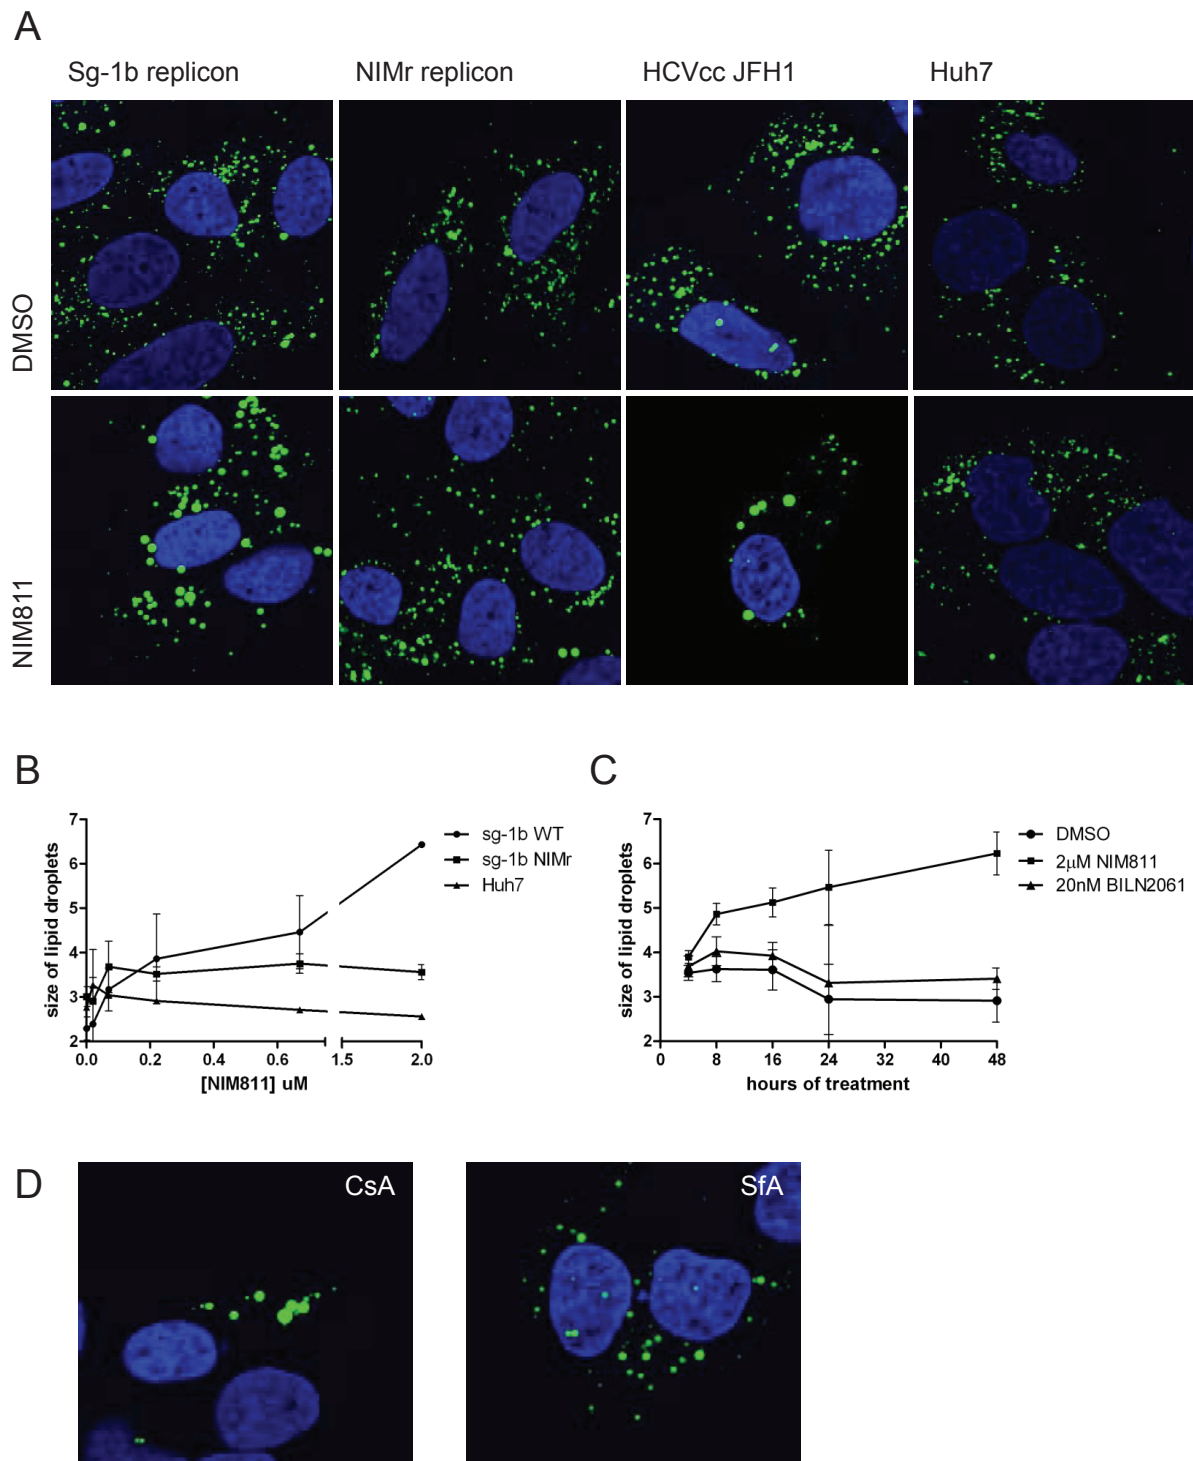 A
Sg-1b replicon NIMr replicon HCVcc JFH1 Huh7
DMSO
NIM811
B
7
6
5
4
3
2
size of lipid droplets
0.0 0.2 0.4 0.6 1.5 2.0
[NIM811] uM
sg-1b WT
sg-1b NIMr
Huh7
C
7
6
5
4
3
2
size of lipid droplets
0 8 16 24 32 40 48
hours of treatment
DMSO
2μM NIM811
20nM BILN2061
D
CsA
SfA